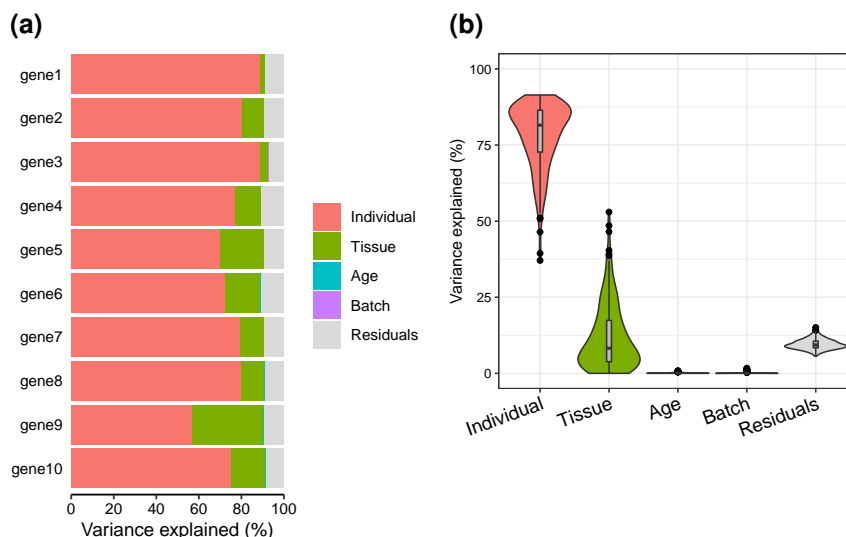 (a)
gene1
gene2
gene3
gene4
gene5
gene6
gene7
gene8
gene9
gene10
0 20 40 60 80 100
Variance explained (%)
Individual
Tissue
Age
Batch
Residuals
(b)
Variance explained (%)
100
75
50
25
0
Individual
Tissue
Age
Batch
Residuals